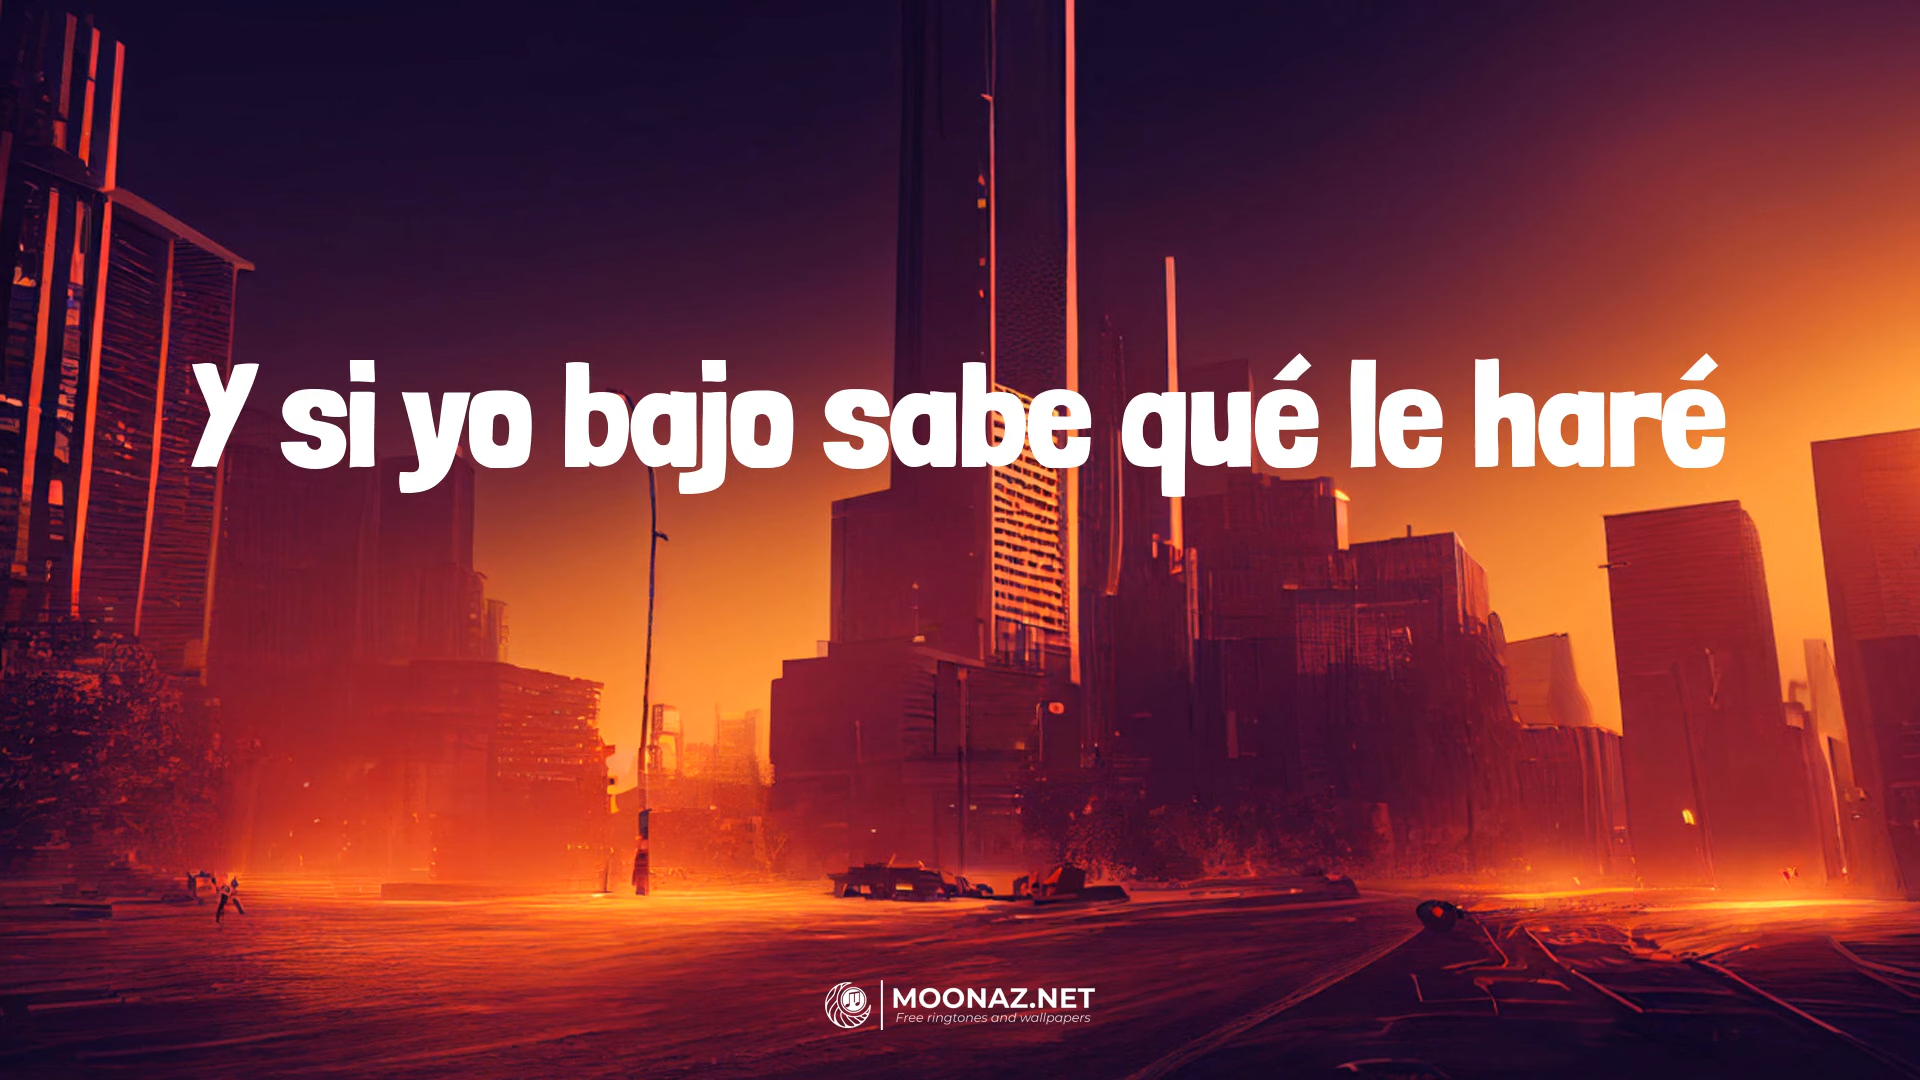 Y si yo bajo sabe qué le haré
MOONAZ.NET
Free ringtones and wallpapers